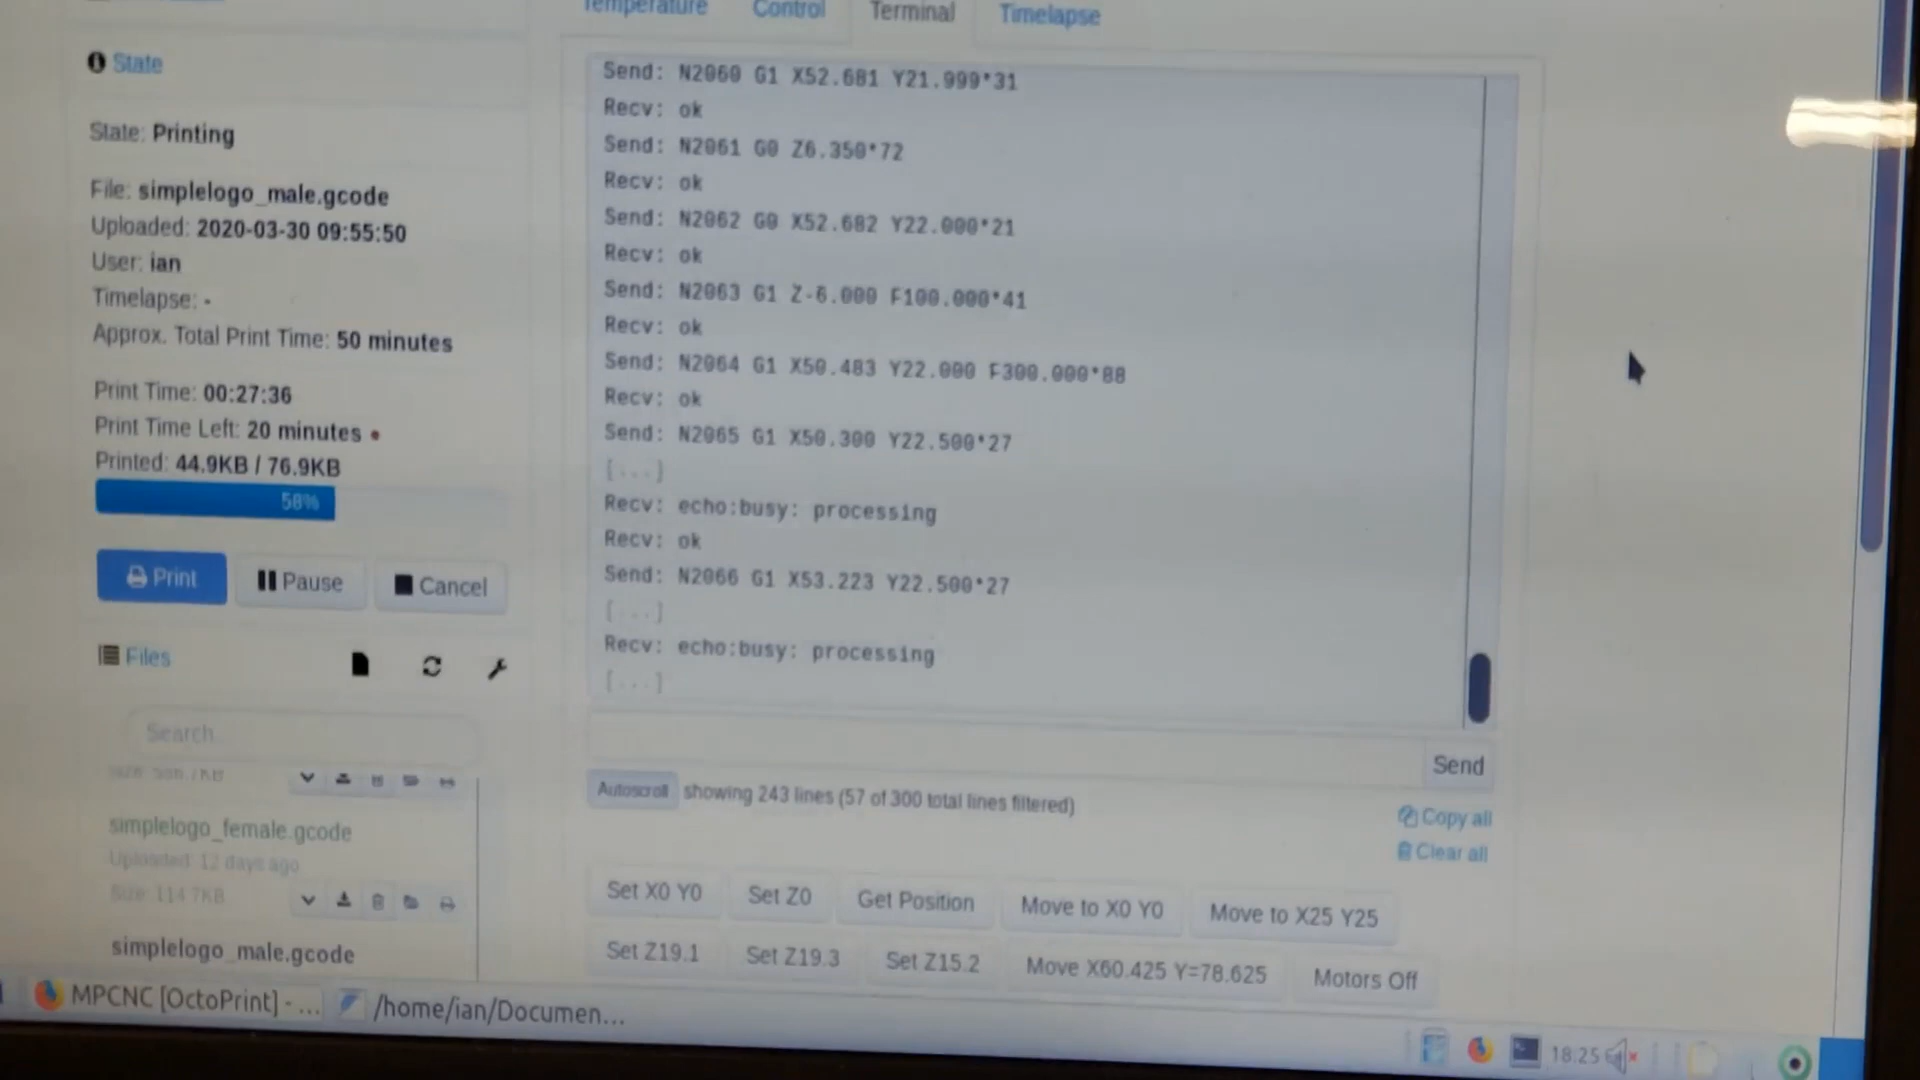 Temperature
Control
Terminal
Timelapse
State
State: Printing
File: simplelogo_male.gcode
Uploaded: 2020-03-30 09:55:50
User: ian
Timelapse: -
Approx. Total Print Time: 50 minutes
Print Time: 00:27:36
Print Time Left: 20 minutes
Printed: 44.9KB / 76.9KB
58%
Print
Pause
Cancel
Files
Search...
simplelogo_female.gcode
Uploaded: 12 days ago
Size: 114.7KB
simplelogo_male.gcode
Send: N2060 G1 X52.681 Y21.999*31
Recv: ok
Send: N2061 G0 Z6.350*72
Recv: ok
Send: N2062 G0 X52.682 Y22.000*21
Recv: ok
Send: N2063 G1 Z-6.000 F100.000*41
Recv: ok
Send: N2064 G1 X50.483 Y22.000 F300.000*88
Recv: ok
Send: N2065 G1 X50.300 Y22.500*27
[...]
Recv: echo:busy: processing
Recv: ok
Send: N2066 G1 X53.223 Y22.500*27
[...]
Recv: echo:busy: processing
[...]
Send
Autoscroll showing 243 lines (57 of 300 total lines filtered)
Copy all
Clear all
Set X0 Y0
Set Z0
Get Position
Move to X0 Y0
Move to X25 Y25
Set Z19.1
Set Z19.3
Set Z15.2
Move X60.425 Y=78.625
Motors Off
MPCNC [OctoPrint] - ...
/home/ian/Documen...
18:25